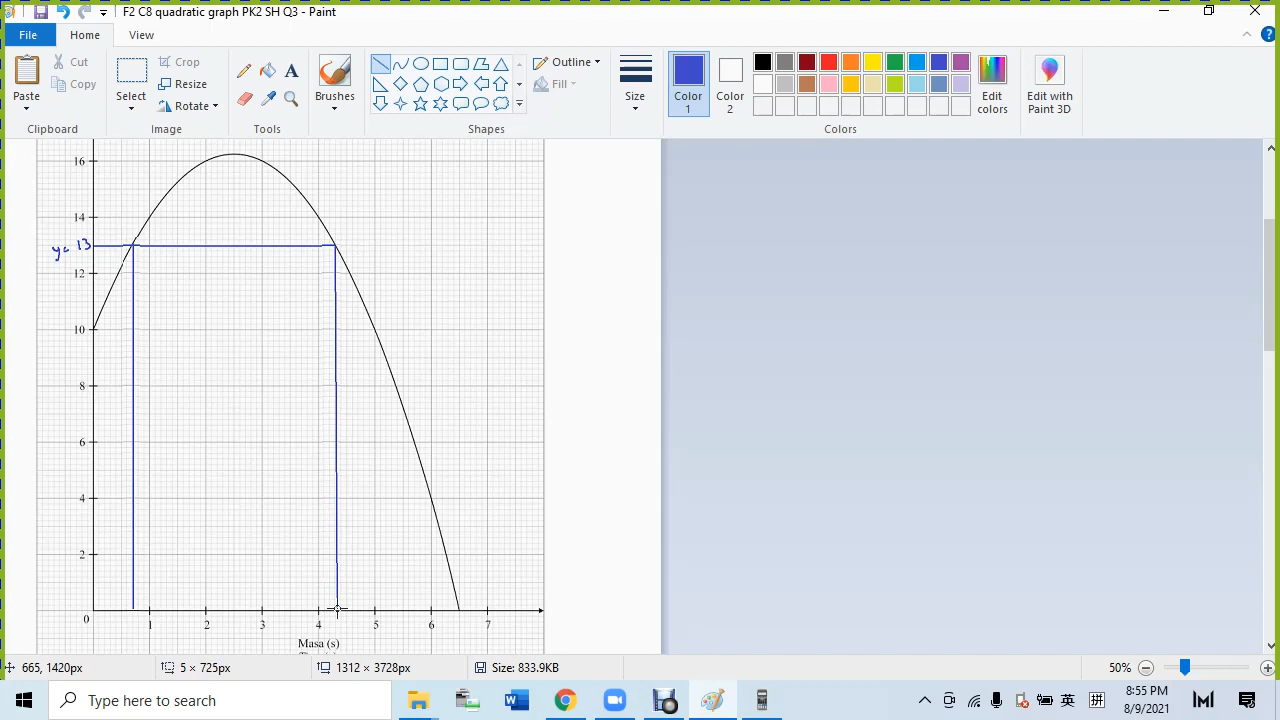 F2 C8 quadratic graph PK2 SH Q3 - Paint
File Home View
Paste Cut Copy Select Crop Resize Rotate A Brushes Outline Fill Size Color 1 Color 2 Edit colors Edit with Paint 3D
Clipboard Image Tools Shapes Colors
16
14
y= 13
12
10
8
6
4
2
0 1 2 3 4 5 6 7
Masa (s)
665, 1420px 5 × 725px 1312 × 3728px Size: 833.9KB 50%
Type here to search 英 拼 8:55 PM
8/9/2021